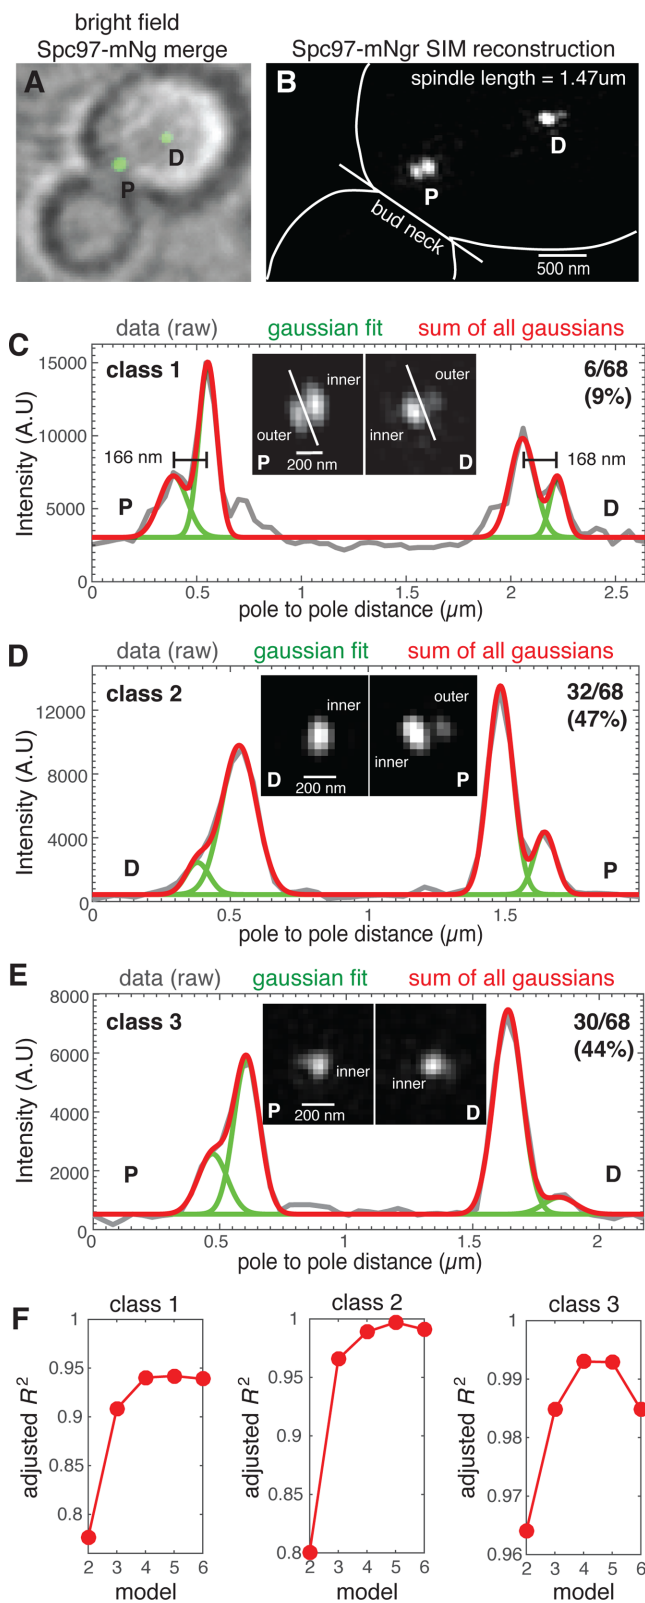 bright field
Spc97-mNg merge
Spc97-mNgr SIM reconstruction
A
D
P
B
spindle length = 1.47um
D
P
bud neck
500 nm
C
data (raw)
gaussian fit
sum of all gaussians
class 1
6/68
(9%)
15000
10000
5000
0
Intensity (A.U)
166 nm
P
inner
outer
P
200 nm
outer
inner
D
168 nm
D
0
0.5
1
1.5
2
2.5
pole to pole distance (µm)
D
data (raw)
gaussian fit
sum of all gaussians
class 2
32/68
(47%)
12000
8000
4000
0
Intensity (A.U)
D
inner
D
200 nm
outer
inner
P
P
0
0.5
1
1.5
pole to pole distance (µm)
E
data (raw)
gaussian fit
sum of all gaussians
class 3
30/68
(44%)
8000
6000
4000
2000
0
Intensity (A.U)
P
inner
P
200 nm
inner
D
D
0
0.5
1
1.5
2
pole to pole distance (µm)
F
class 1
1
0.95
0.9
0.85
0.8
adjusted R²
2 3 4 5 6
model
class 2
1
0.95
0.9
0.85
0.8
adjusted R²
2 3 4 5 6
model
class 3
1
0.99
0.98
0.96
0.96
adjusted R²
2 3 4 5 6
model